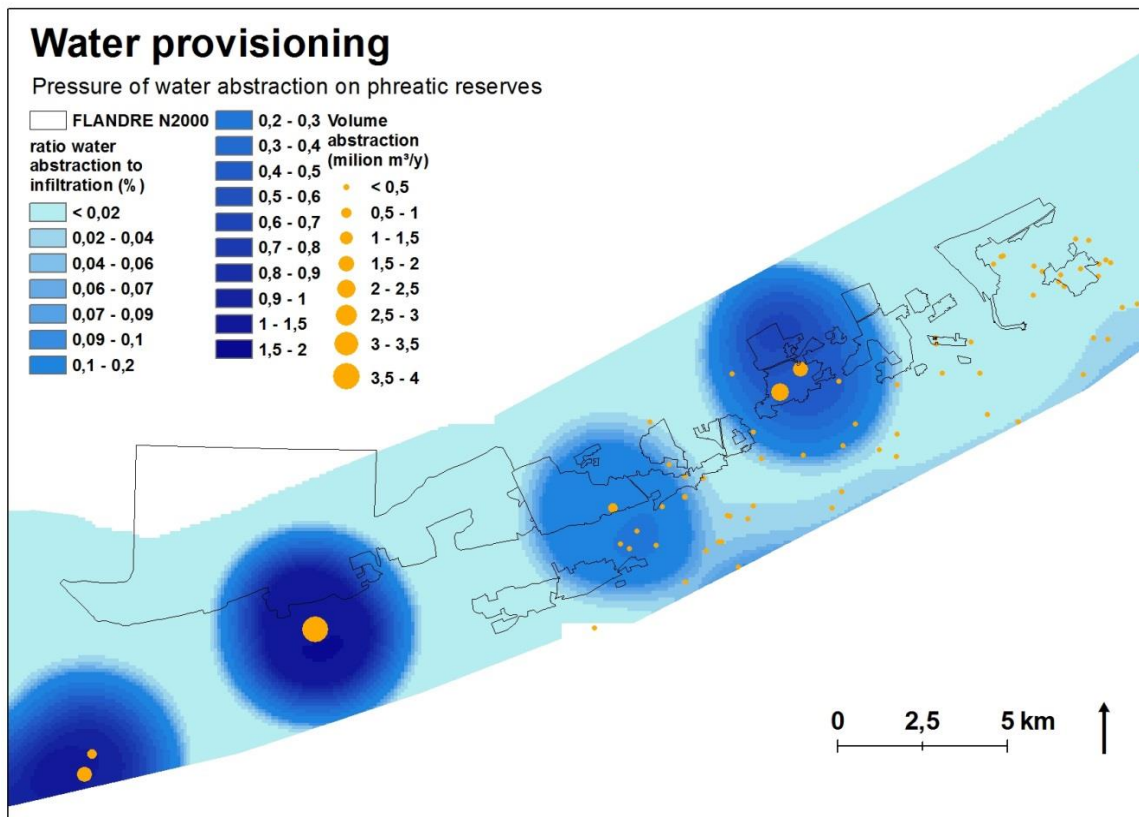 Water provisioning
Pressure of water abstraction on phreatic reserves
FLANDRE N2000
ratio water
abstraction to
infiltration (%)
< 0,02
0,02 - 0,04
0,04 - 0,06
0,06 - 0,07
0,07 - 0,09
0,09 - 0,1
0,1 - 0,2
0,2 - 0,3
0,3 - 0,4
0,4 - 0,5
0,5 - 0,6
0,6 - 0,7
0,7 - 0,8
0,8 - 0,9
0,9 - 1
1 - 1,5
1,5 - 2
Volume
abstraction
(milion m³/y)
< 0,5
0,5 - 1
1 - 1,5
1,5 - 2
2 - 2,5
2,5 - 3
3 - 3,5
3,5 - 4
0 2,5 5 km